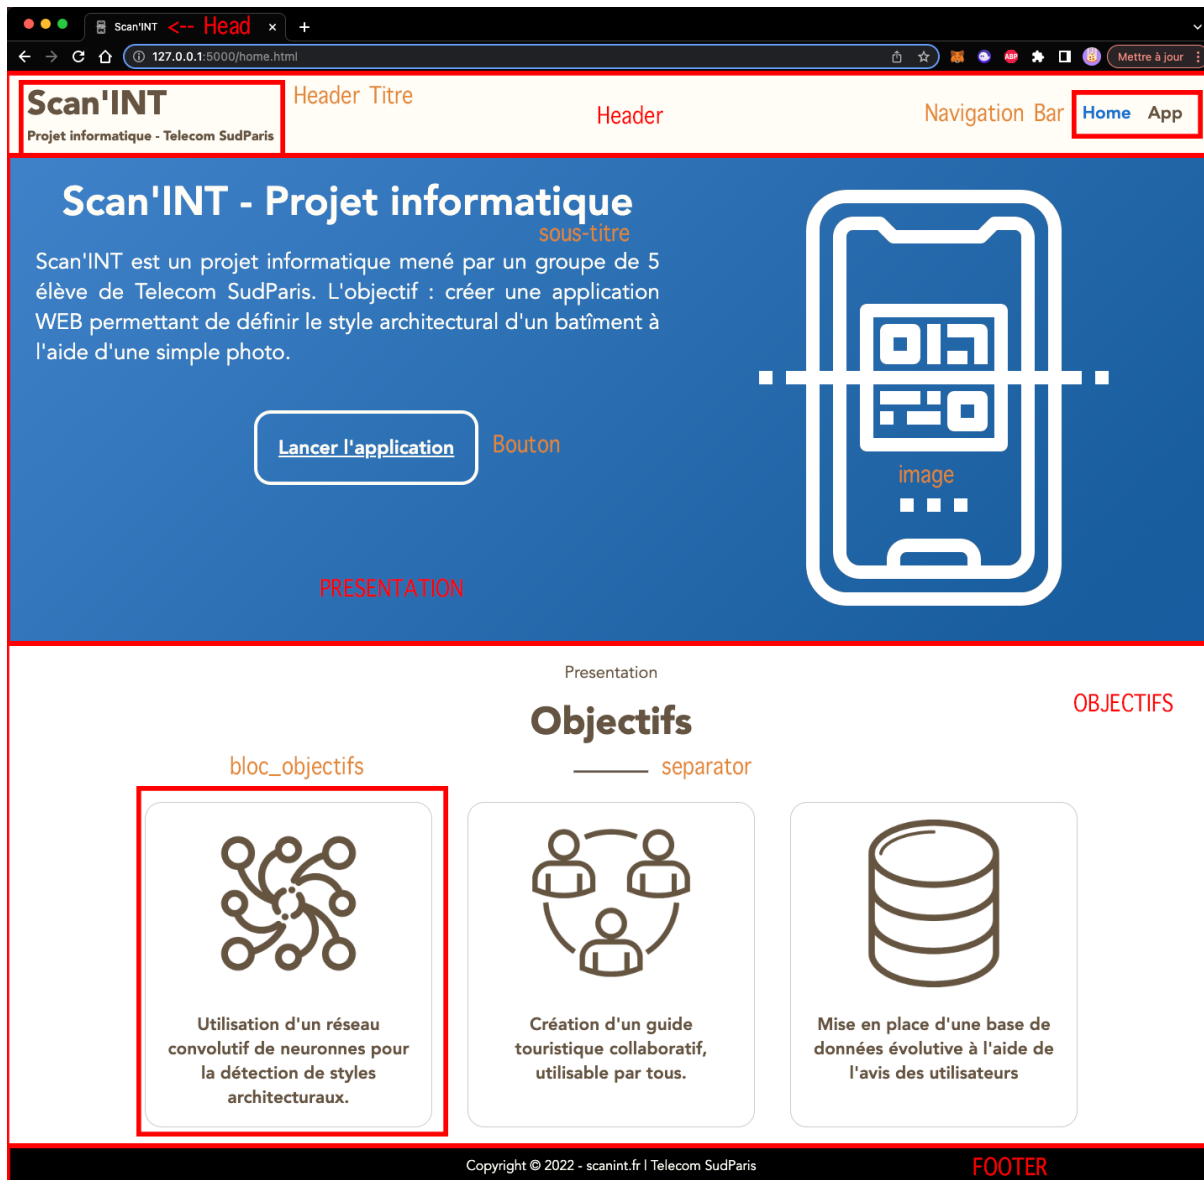 Scan'INT <-- Head
127.0.0.1:5000/home.html
ABP
Mettre à jour
Scan'INT
Projet informatique - Telecom SudParis
Header Titre
Header
Navigation Bar
Home App
Scan'INT - Projet informatique
sous-titre
Scan'INT est un projet informatique mené par un groupe de 5
élève de Telecom SudParis. L'objectif : créer une application
WEB permettant de définir le style architectural d'un batîment à
l'aide d'une simple photo.
Lancer l'application
Bouton
image
PRESENTATION
Presentation
OBJECTIFS
Objectifs
bloc_objectifs
separator
Utilisation d'un réseau
convolutif de neuronnes pour
la détection de styles
architecturaux.
Création d'un guide
touristique collaboratif,
utilisable par tous.
Mise en place d'une base de
données évolutive à l'aide de
l'avis des utilisateurs
Copyright © 2022 - scanint.fr | Telecom SudParis
FOOTER